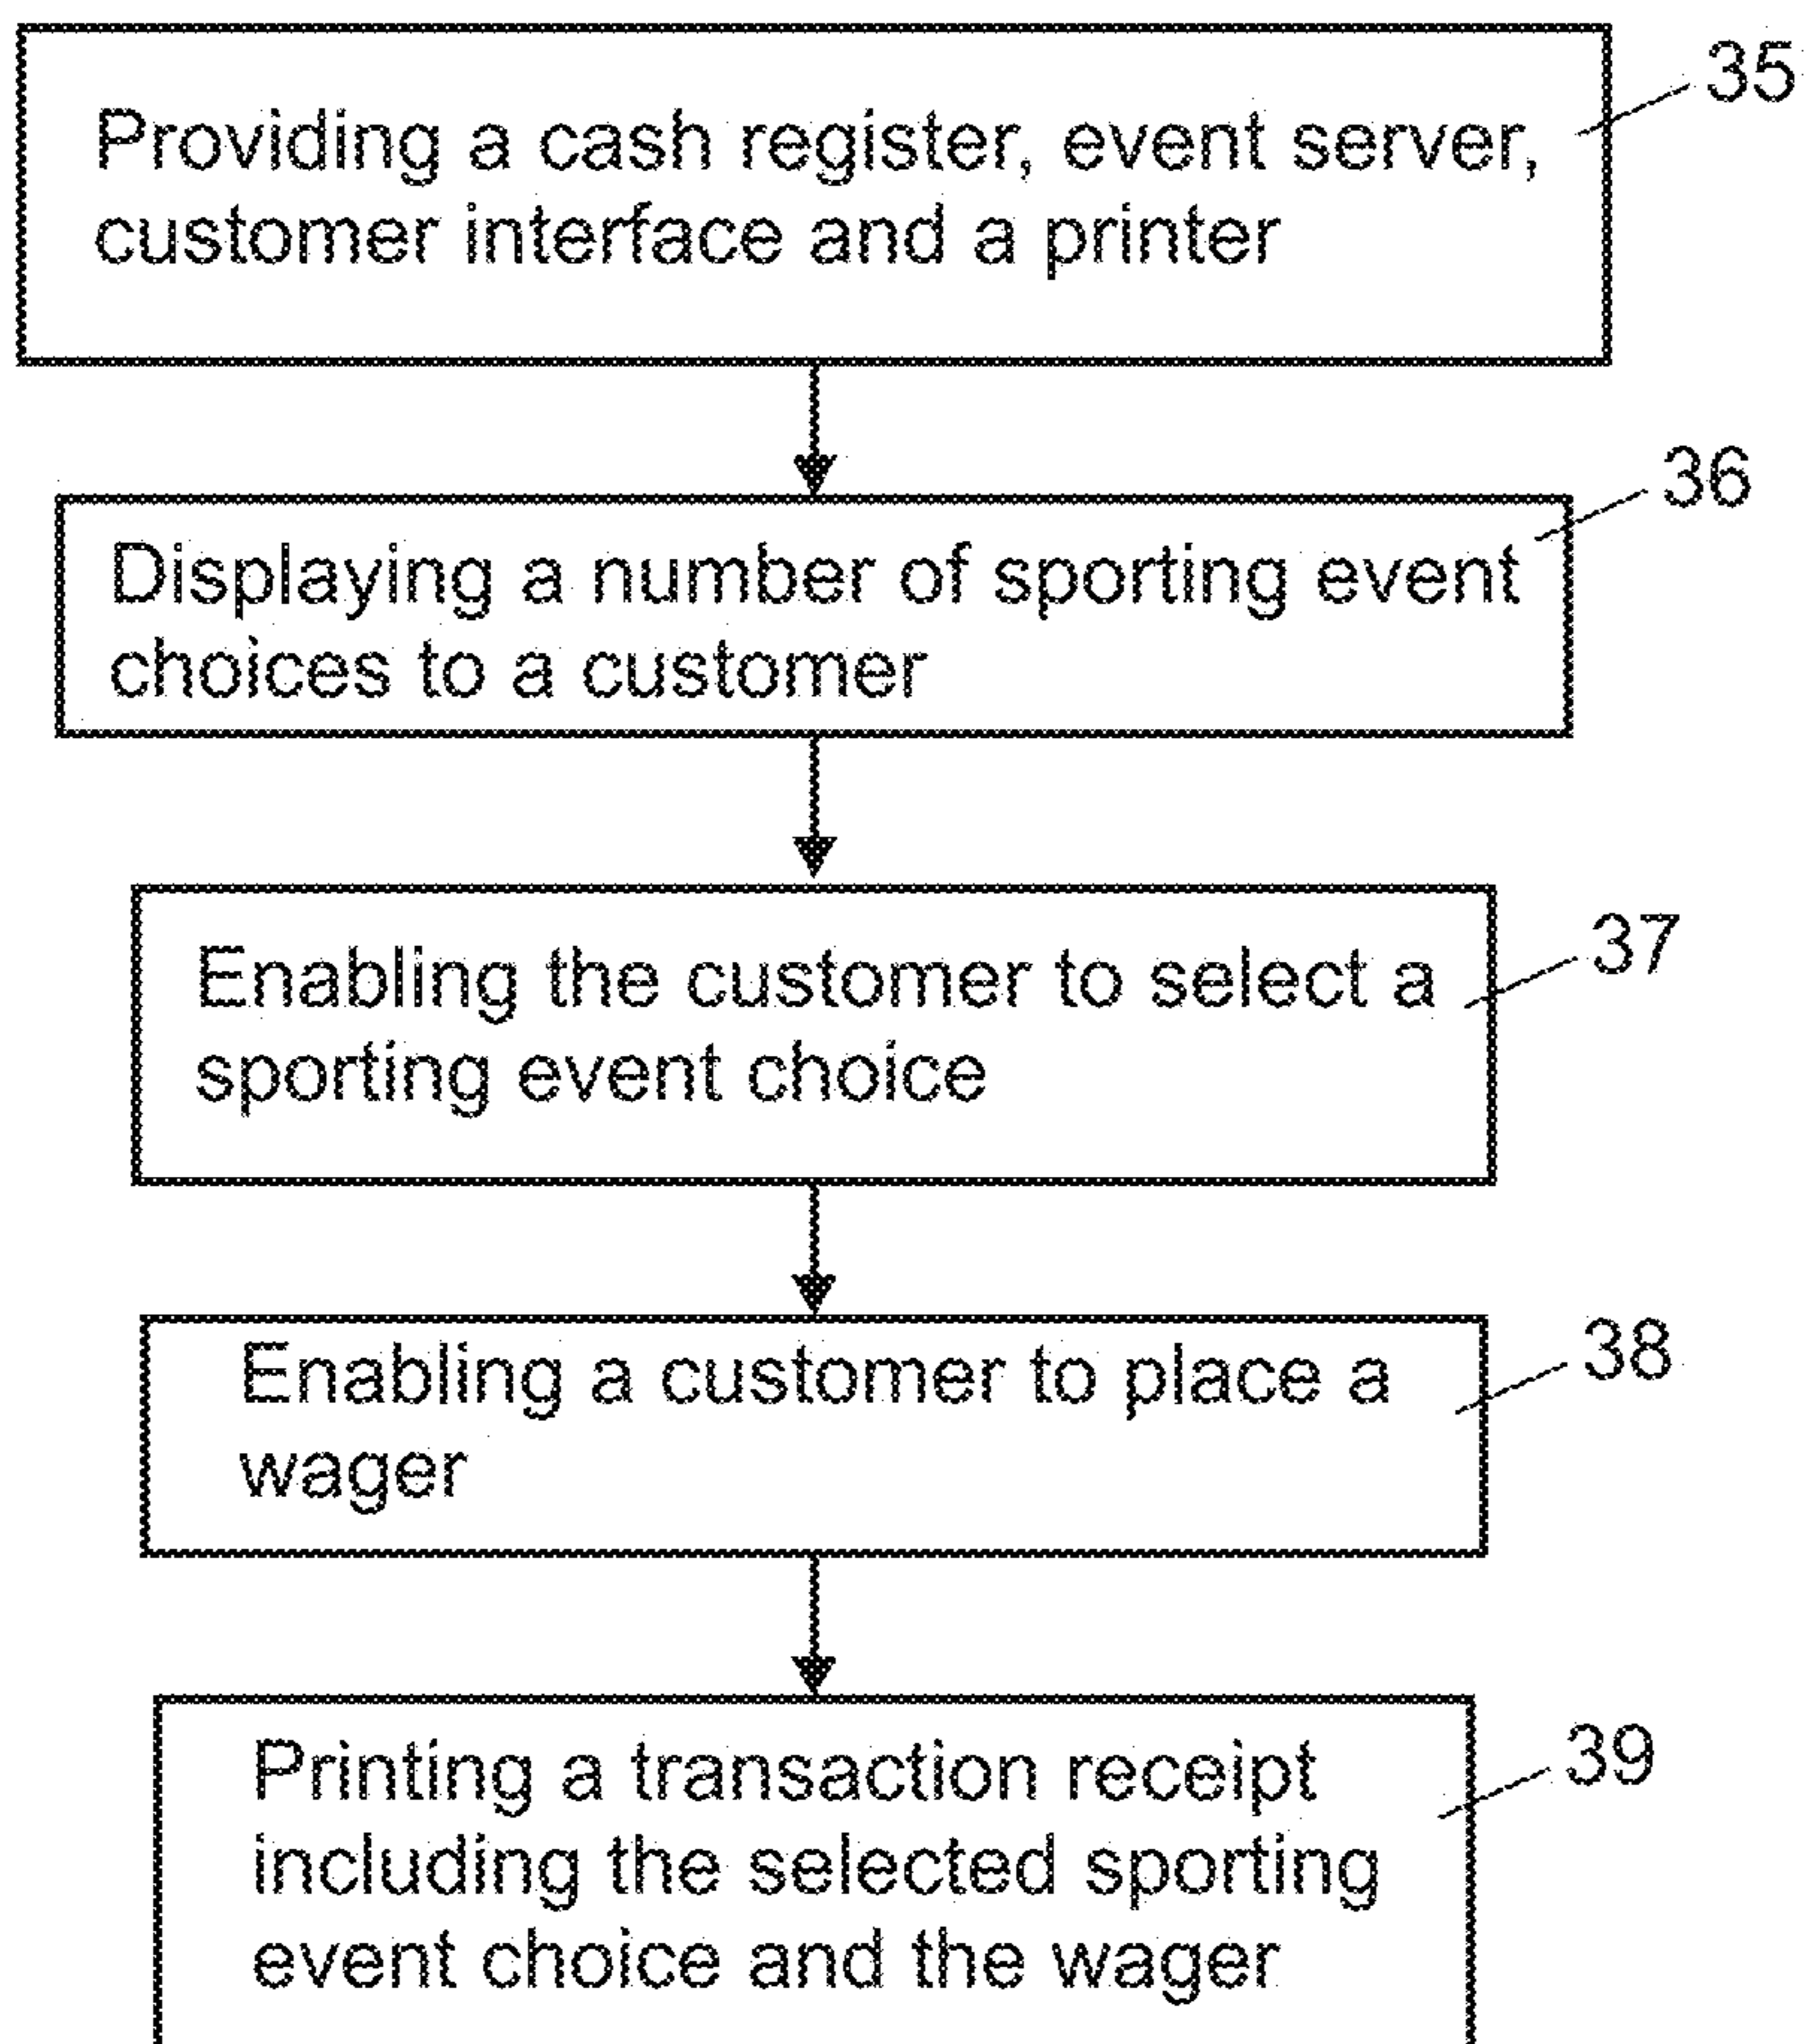 Providing a cash register, event server,
customer interface and a printer
35
Displaying a number of sporting event
choices to a customer
36
Enabling the customer to select a
sporting event choice
37
Enabling a customer to place a
wager
38
Printing a transaction receipt
including the selected sporting
event choice and the wager
39